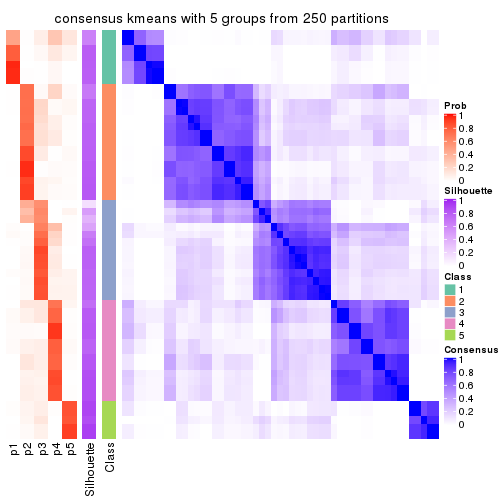 consensus kmeans with 5 groups from 250 partitions
Prob
1
0.8
0.6
0.4
0.2
0
Silhouette
1
0.8
0.6
0.4
0.2
0
Class
1
2
3
4
5
Consensus
1
0.8
0.6
0.4
0.2
0
p1
p2
p3
p4
p5
Silhouette
Class